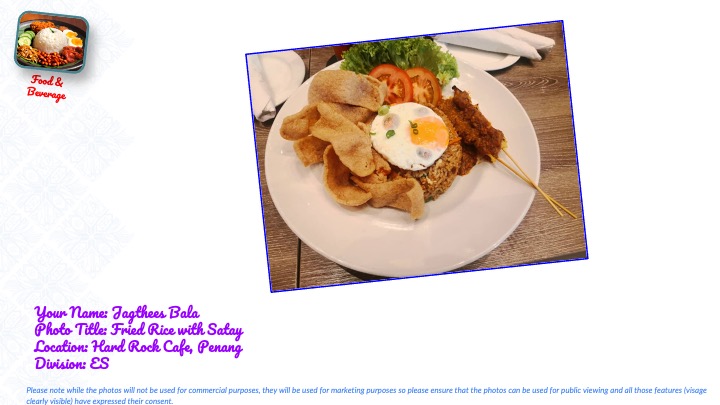 Food &
Beverage
Your Name: Jagthees Bala
Photo Title: Fried Rice with Satay
Location: Hard Rock Cafe, Penang
Division: ES
Please note while the photos will not be used for commercial purposes, they will be used for marketing purposes so please ensure that the photos can be used for public viewing and all those features (visage
clearly visible) have expressed their consent.